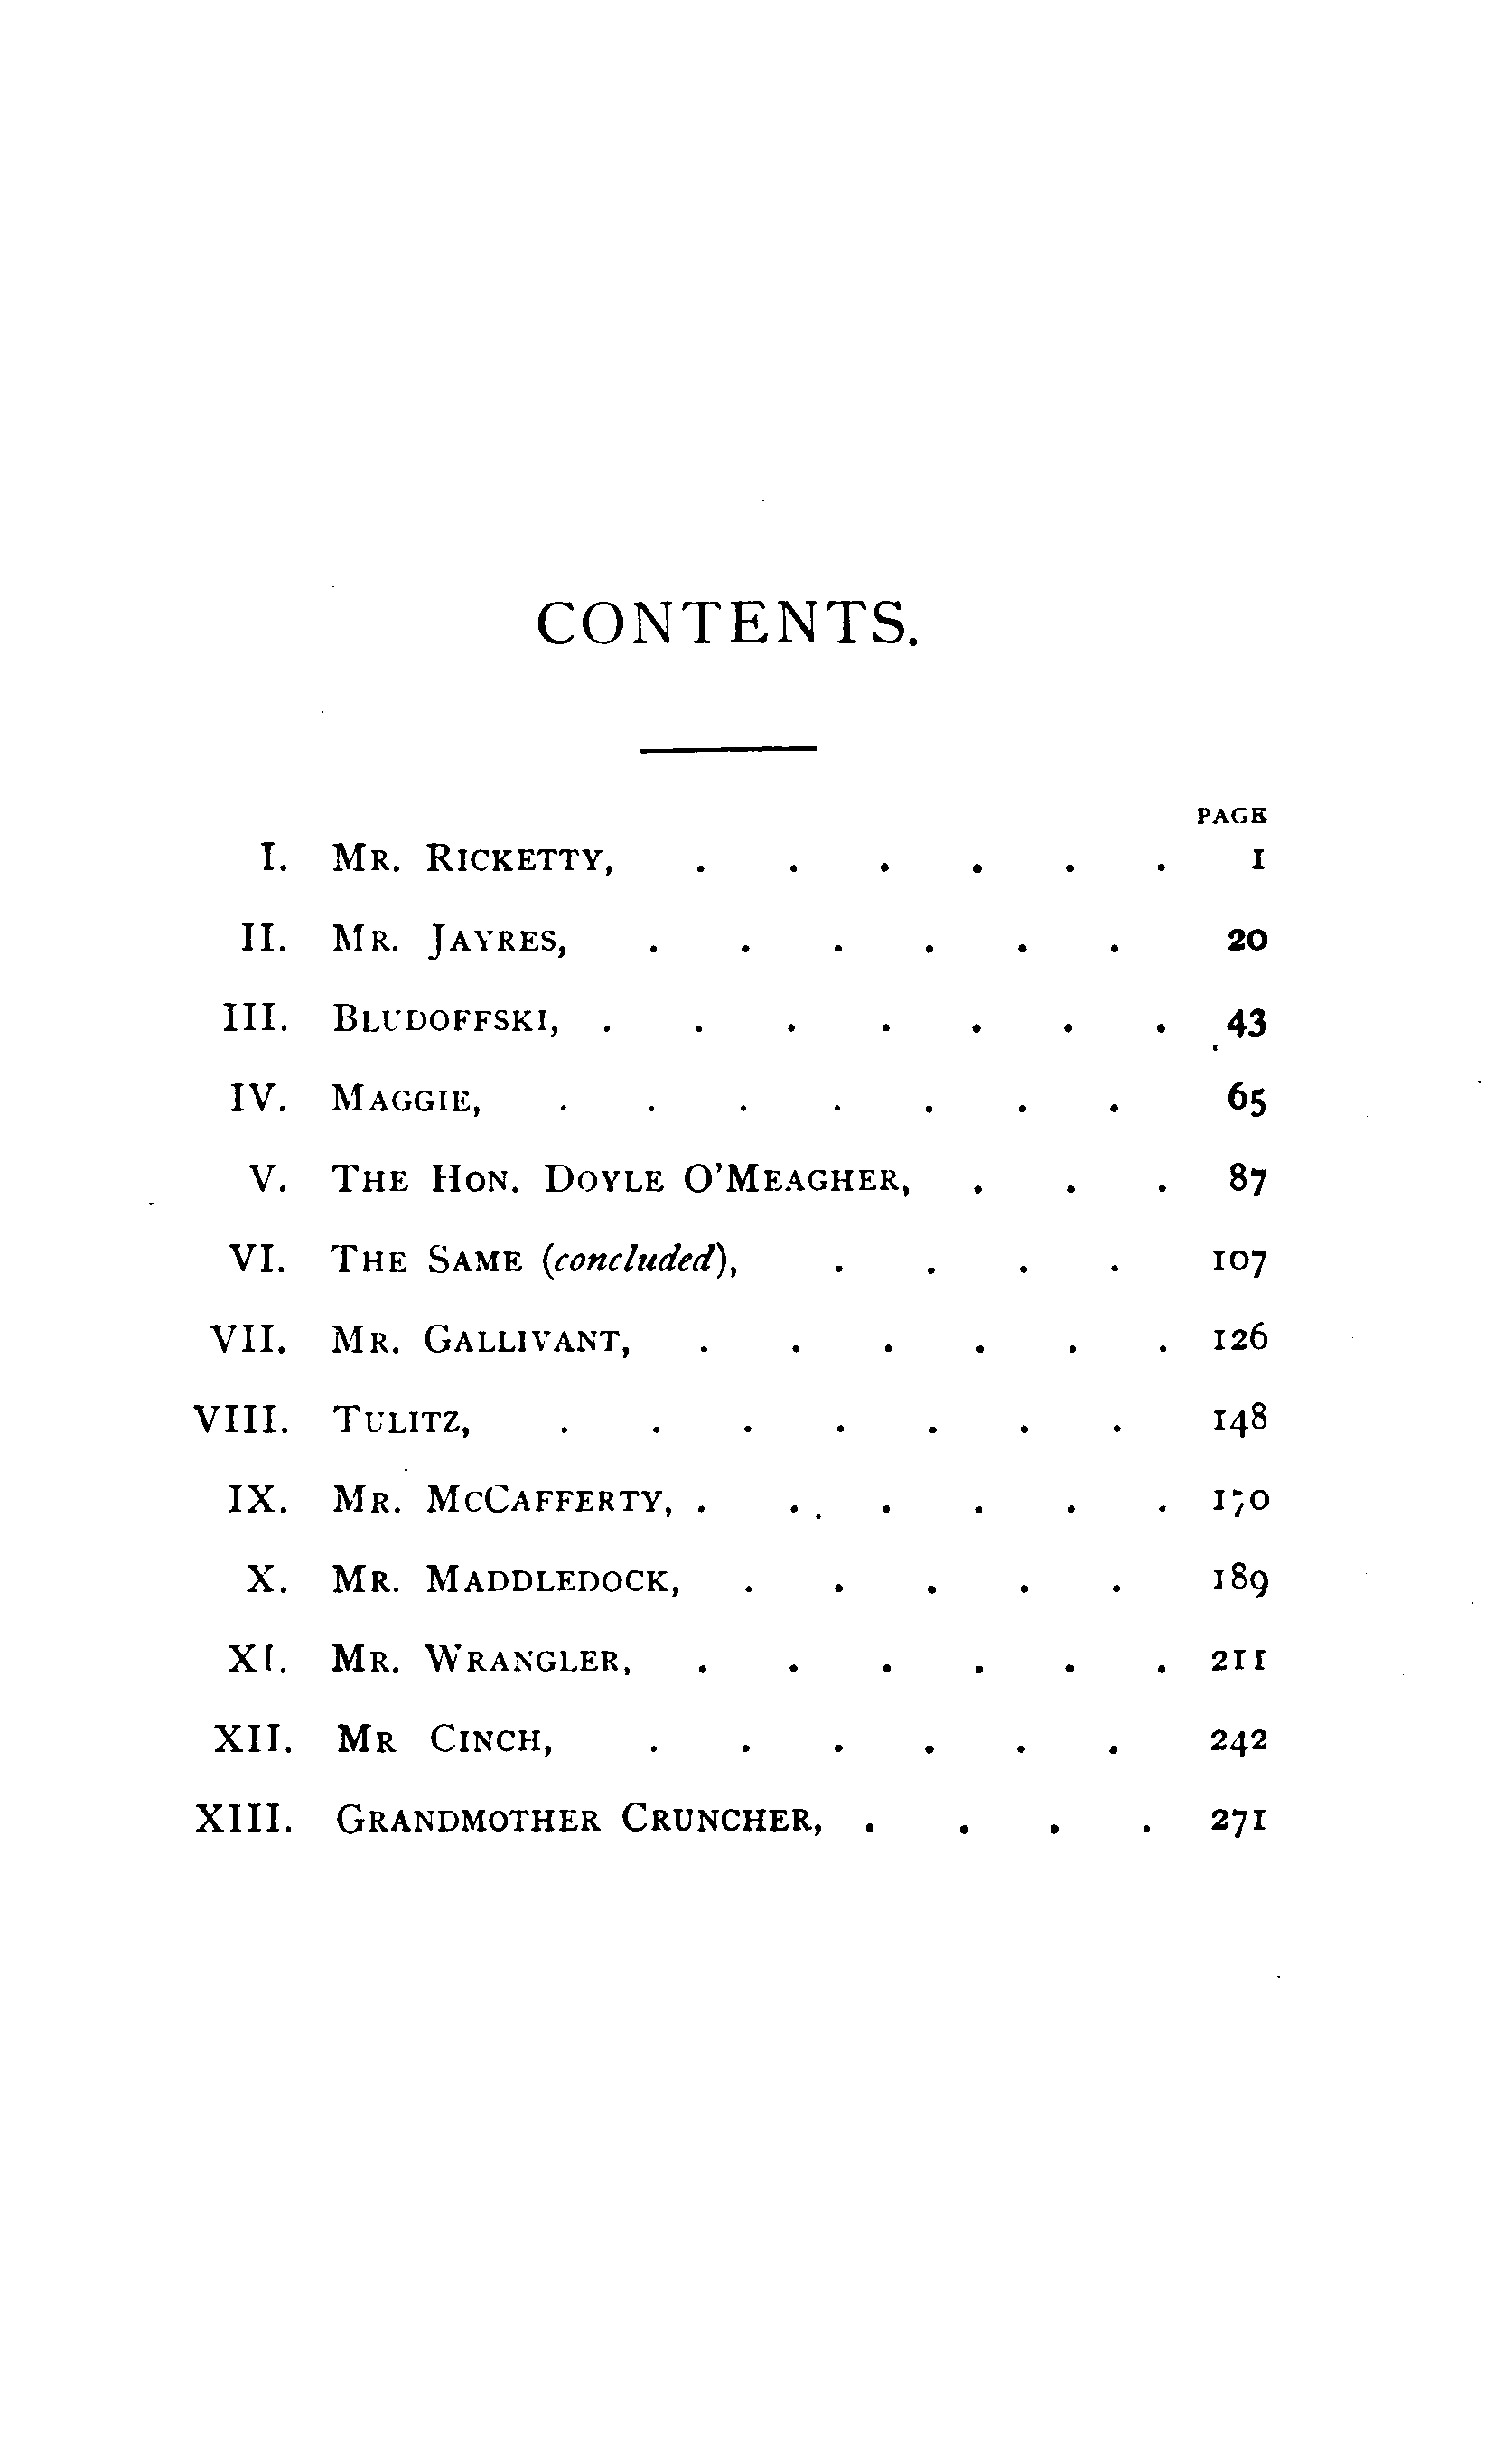 CONTENTS.
PAGE
I. MR. RICKETTY, . . . . . . 1
II. MR. JAYRES, . . . . . . 20
III. BLUDOFFSKI, . . . . . . . 43
IV. MAGGIE, . . . . . . . 65
V. THE HON. DOYLE O'MEAGHER, . . . 87
VI. THE SAME (concluded), . . . . 107
VII. MR. GALLIVANT, . . . . . . 126
VIII. TULITZ, . . . . . . . 148
IX. MR. MCCAFFERTY, . . . . . . 170
X. MR. MADDLEDOCK, . . . . . 189
XI. MR. WRANGLER, . . . . . . 211
XII. MR CINCH, . . . . . . 242
XIII. GRANDMOTHER CRUNCHER, . . . . 271